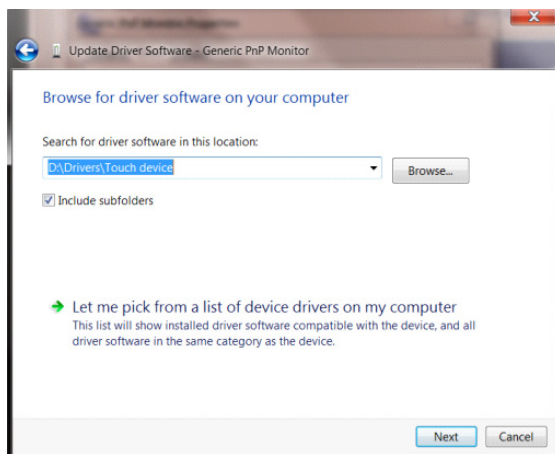 Update Driver Software - Generic PnP Monitor
Browse for driver software on your computer
Search for driver software in this location:
D:\Drivers\Touch device
Browse...
Include subfolders
Let me pick from a list of device drivers on my computer
This list will show installed driver software compatible with the device, and all
driver software in the same category as the device.
Next
Cancel